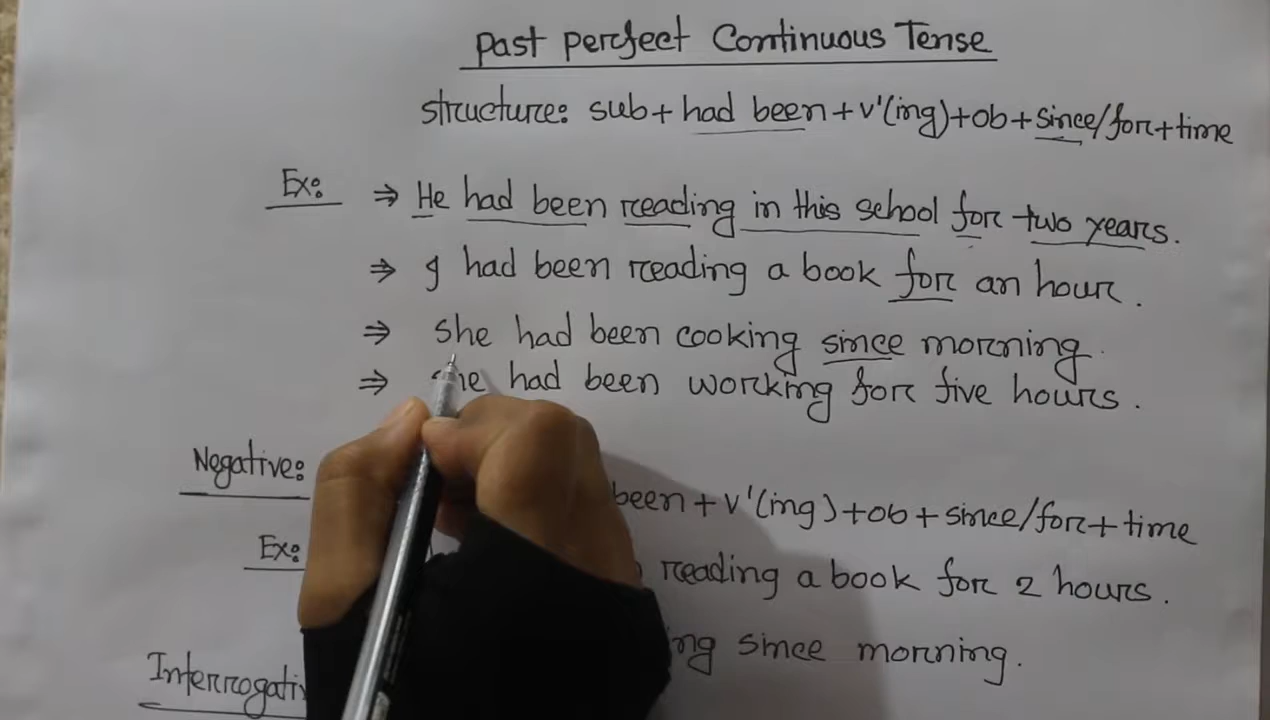 Past perfect Continuous Tense
structure: sub + had been + v'(ing) + ob + since/for + time
Ex: ⇒ He had been reading in this school for two years.
⇒ I had been reading a book for an hour.
⇒ She had been cooking since morning.
⇒ had been working for five hours.
Negative: been + v'(ing) + ob + since/for + time
Ex: reading a book for 2 hours.
since morning.